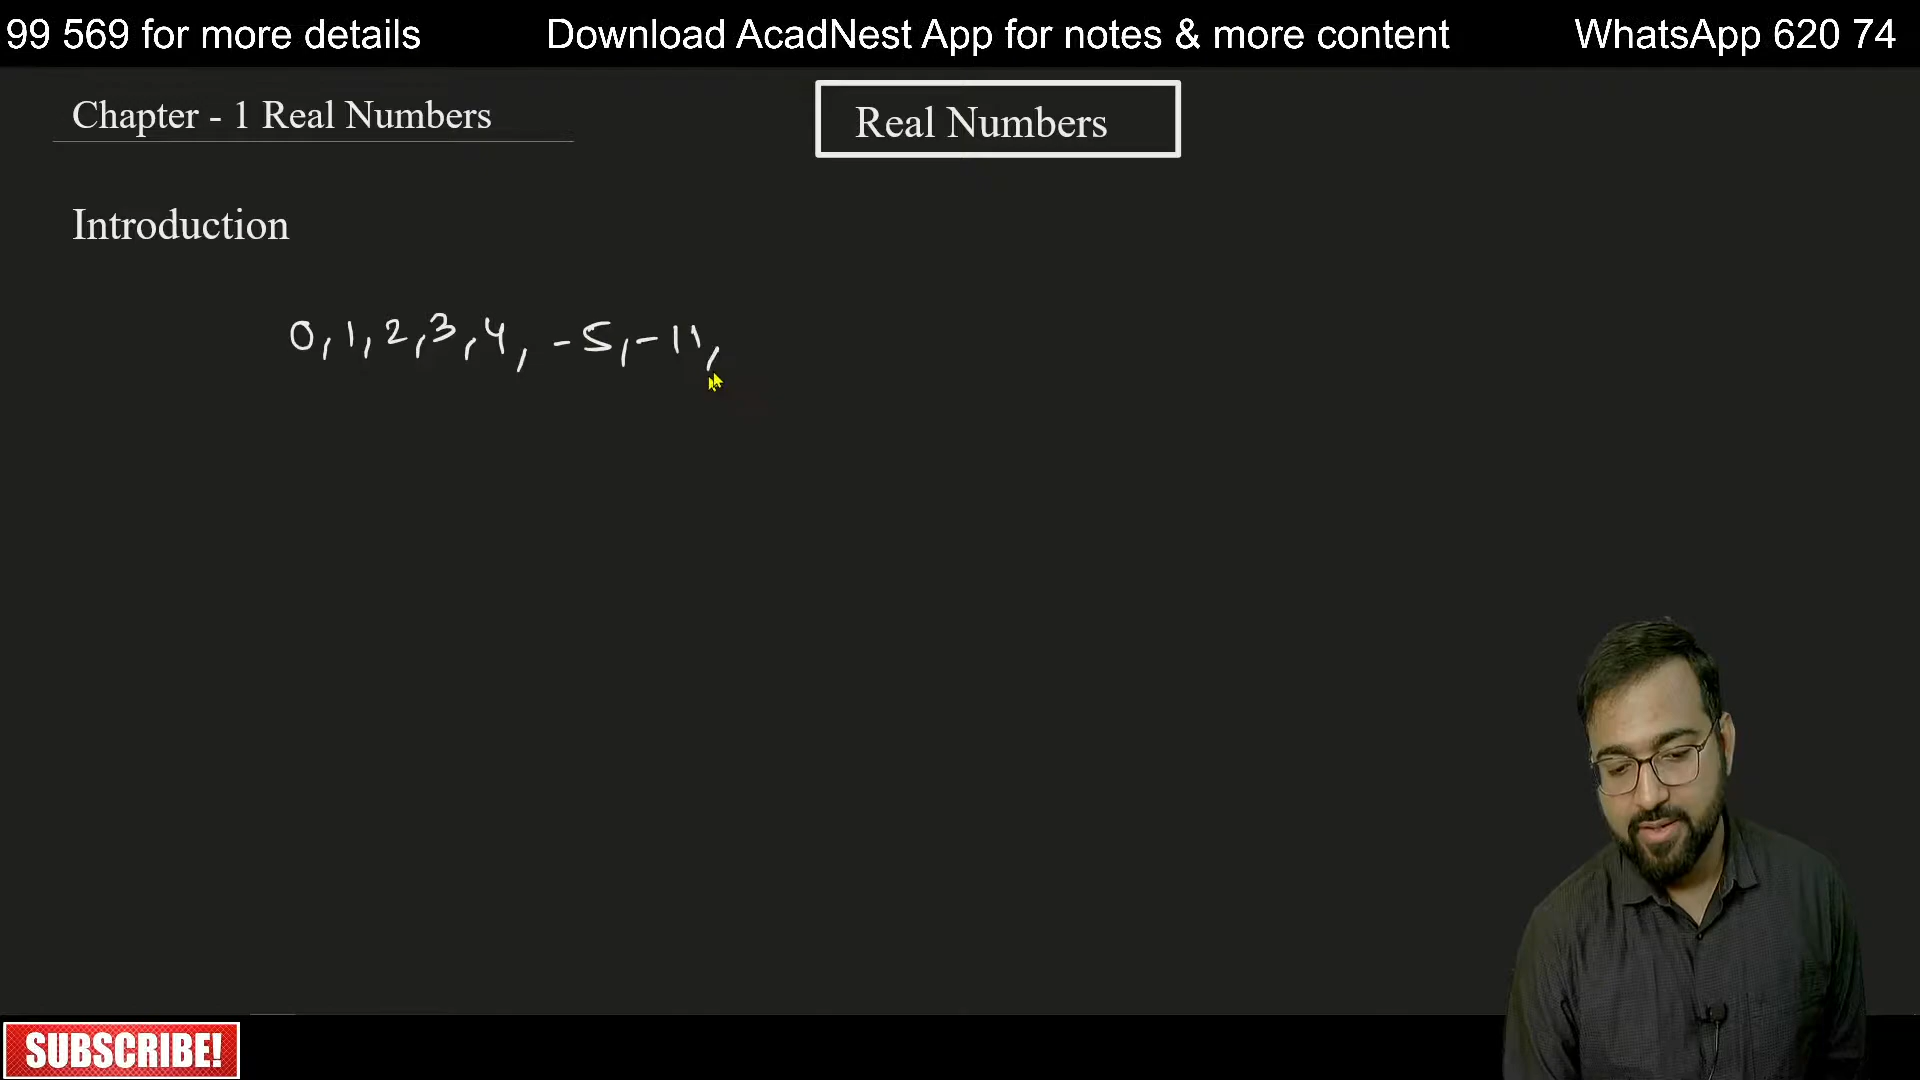 99 569 for more details Download AcadNest App for notes & more content WhatsApp 620 74
Chapter - 1 Real Numbers
Real Numbers
Introduction
0, 1, 2, 3, 4, -5, -11,
SUBSCRIBE!